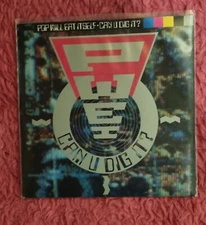 POP WILL EAT ITSELF · CAN U DIG IT?
PWEI
CAN U DIG IT?